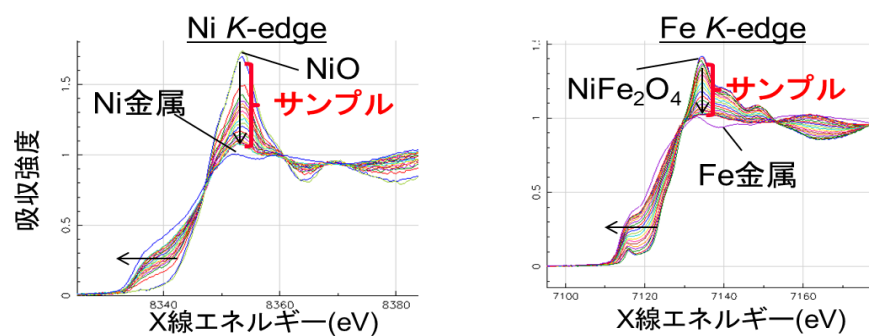 Ni K-edge
NiO
Ni金属
サンプル
吸収強度
1.5
1
0.5
0
8340
8360
8380
X線エネルギー(eV)
Fe K-edge
NiFe2O4
サンプル
Fe金属
1.5
1
0.5
0
7100
7120
7140
7160
X線エネルギー(eV)